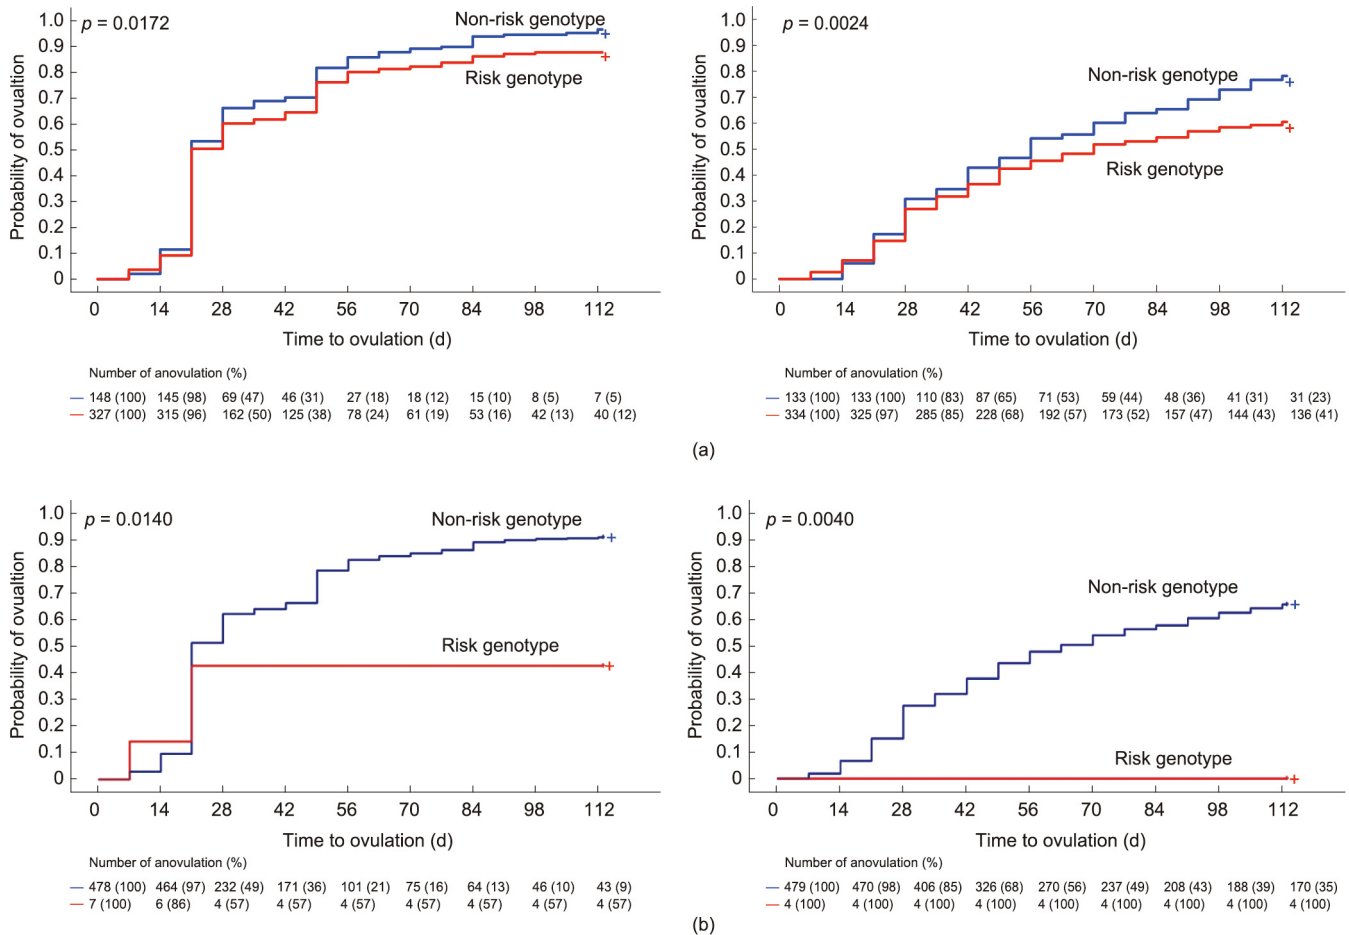 p = 0.0172
Non-risk genotype
Risk genotype
Probability of ovualtion
1.0
0.9
0.8
0.7
0.6
0.5
0.4
0.3
0.2
0.1
0
0 14 28 42 56 70 84 98 112
Time to ovulation (d)
Number of anovulation (%)
148 (100) 145 (98) 69 (47) 46 (31) 27 (18) 18 (12) 15 (10) 8 (5) 7 (5)
327 (100) 315 (96) 162 (50) 125 (38) 78 (24) 61 (19) 53 (16) 42 (13) 40 (12)
p = 0.0024
Non-risk genotype
Risk genotype
Probability of ovualtion
1.0
0.9
0.8
0.7
0.6
0.5
0.4
0.3
0.2
0.1
0
0 14 28 42 56 70 84 98 112
Time to ovulation (d)
Number of anovulation (%)
133 (100) 133 (100) 110 (83) 87 (65) 71 (53) 59 (44) 48 (36) 41 (31) 31 (23)
334 (100) 325 (97) 285 (85) 228 (68) 192 (57) 173 (52) 157 (47) 144 (43) 136 (41)
(a)
p = 0.0140
Non-risk genotype
Risk genotype
Probability of ovualtion
1.0
0.9
0.8
0.7
0.6
0.5
0.4
0.3
0.2
0.1
0
0 14 28 42 56 70 84 98 112
Time to ovulation (d)
Number of anovulation (%)
478 (100) 464 (97) 232 (49) 171 (36) 101 (21) 75 (16) 64 (13) 46 (10) 43 (9)
7 (100) 6 (86) 4 (57) 4 (57) 4 (57) 4 (57) 4 (57) 4 (57) 4 (57)
p = 0.0040
Non-risk genotype
Risk genotype
Probability of ovualtion
1.0
0.9
0.8
0.7
0.6
0.5
0.4
0.3
0.2
0.1
0
0 14 28 42 56 70 84 98 112
Time to ovulation (d)
Number of anovulation (%)
479 (100) 470 (98) 406 (85) 326 (68) 270 (56) 237 (49) 208 (43) 188 (39) 170 (35)
4 (100) 4 (100) 4 (100) 4 (100) 4 (100) 4 (100) 4 (100) 4 (100) 4 (100)
(b)